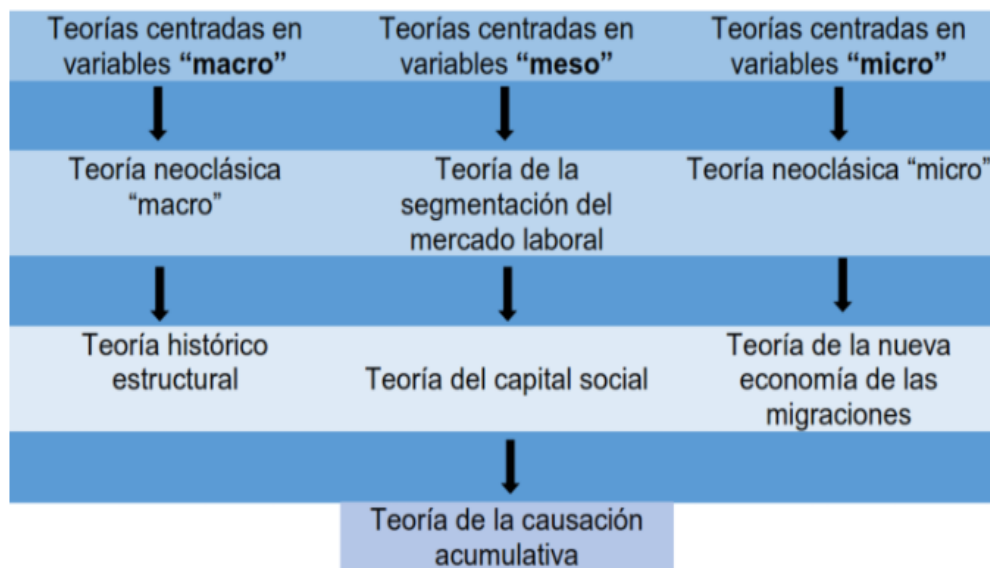 Teorías centradas en
variables “macro”
Teorías centradas en
variables “meso”
Teorías centradas en
variables “micro”
Teoría neoclásica
“macro”
Teoría de la
segmentación del
mercado laboral
Teoría neoclásica “micro”
Teoría histórico
estructural
Teoría del capital social
Teoría de la nueva
economía de las
migraciones
Teoría de la causación
acumulativa